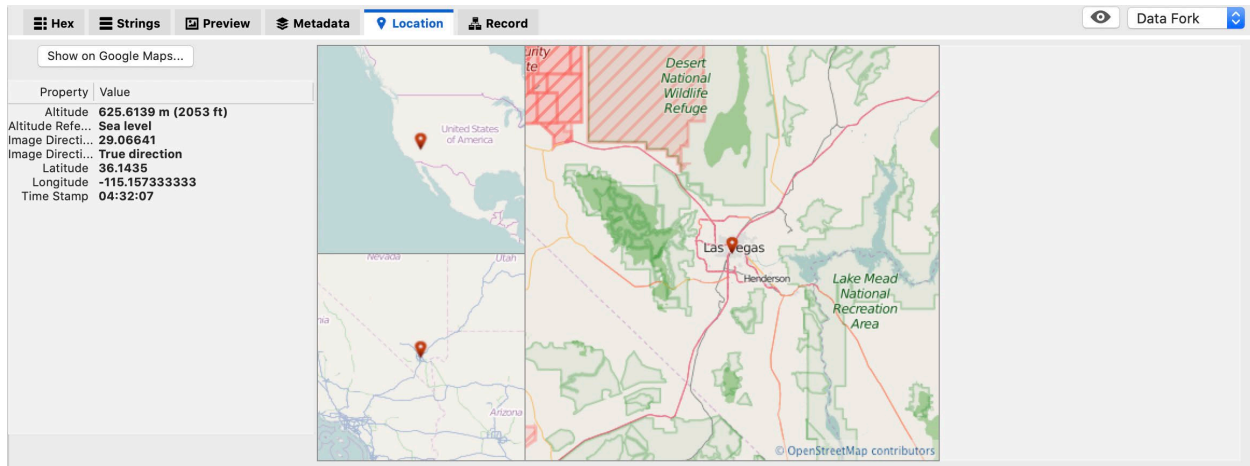 Hex Strings Preview Metadata Location Record Data Fork
Show on Google Maps...
Property Value
Altitude 625.6139 m (2053 ft)
Altitude Refe... Sea level
Image Directi... 29.06641
Image Directi... True direction
Latitude 36.1435
Longitude -115.157333333
Time Stamp 04:32:07
United States
of America
Nevada Utah
Arizona
Desert
National
Wildlife
Refuge
Las Vegas
Henderson
Lake Mead
National
Recreation
Area
© OpenStreetMap contributors